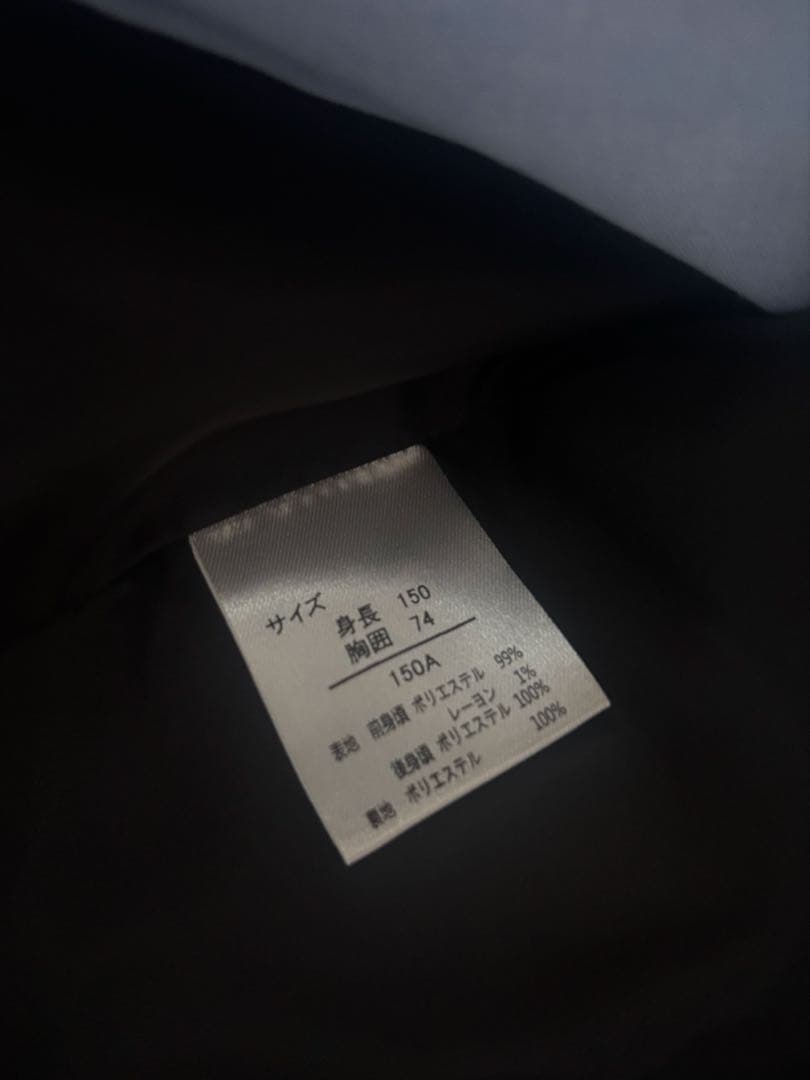 サイズ
身長 150
胸囲 74
150A
表地 前身頃 ポリエステル 99%
レーヨン 1%
後身頃 ポリエステル 100%
裏地 ポリエステル 100%